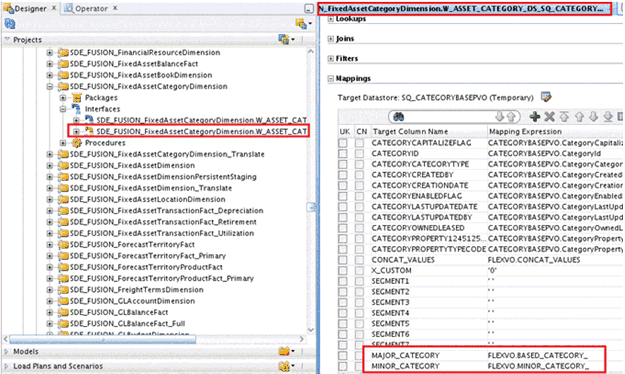 Designer
Operator
Projects
SDE_FUSION_FinancialResourceDimension
SDE_FUSION_FixedAssetBalanceFact
SDE_FUSION_FixedAssetBookDimension
SDE_FUSION_FixedAssetCategoryDimension
Packages
Interfaces
SDE_FUSION_FixedAssetCategoryDimension.W_ASSET_CAT
SDE_FUSION_FixedAssetCategoryDimension.W_ASSET_CAT
Procedures
SDE_FUSION_FixedAssetCategoryDimension_Translate
SDE_FUSION_FixedAssetDimension
SDE_FUSION_FixedAssetDimensionPersistentStaging
SDE_FUSION_FixedAssetDimension_Translate
SDE_FUSION_FixedAssetLocationDimension
SDE_FUSION_FixedAssetTransactionFact_Depreciation
SDE_FUSION_FixedAssetTransactionFact_Retirement
SDE_FUSION_FixedAssetTransactionFact_Utilization
SDE_FUSION_ForecastTerritoryFact
SDE_FUSION_ForecastTerritoryFact_Primary
SDE_FUSION_ForecastTerritoryProductFact
SDE_FUSION_ForecastTerritoryProductFact_Primary
SDE_FUSION_FreightTermsDimension
SDE_FUSION_GLAccountDimension
SDE_FUSION_GLBalanceFact
SDE_FUSION_GLBalanceFact_Full
SDE_FUSION_GLBudgetDimension
Models
Load Plans and Scenarios
N_FixedAssetCategoryDimension.W_ASSET_CATEGORY_DS_SQ_CATEGORY...
Lookups
Joins
Filters
Mappings
Target Datastore: SQ_CATEGORYBASEPVO (Temporary)
UK CN Target Column Name Mapping Expression
CATEGORYCAPITALIZEFLAG CATEGORYBASEPVO.CategoryCapitaliz
CATEGORYID CATEGORYBASEPVO.CategoryId
CATEGORYCATEGORYTYPE CATEGORYBASEPVO.CategoryCategor
CATEGORYCREATEDBY CATEGORYBASEPVO.CategoryCreated
CATEGORYCREATIONDATE CATEGORYBASEPVO.CategoryCreation
CATEGORYENABLEDFLAG CATEGORYBASEPVO.CategoryEnabled
CATEGORYLASTUPDATEDATE CATEGORYBASEPVO.CategoryLastUpd
CATEGORYLASTUPDATEDBY CATEGORYBASEPVO.CategoryLastUpd
CATEGORYOWNEDLEASED CATEGORYBASEPVO.CategoryOwnedL
CATEGORYPROPERTY1245125... CATEGORYBASEPVO.CategoryProperty
CATEGORYPROPERTYTYPECODE CATEGORYBASEPVO.CategoryProperty
CONCAT_VALUES FLEXVO.CONCAT_VALUES
X_CUSTOM '0'
SEGMENT1 ' '
SEGMENT2 ' '
SEGMENT3 ' '
SEGMENT4 ' '
SEGMENT5 ' '
SEGMENT6 ' '
MAJOR_CATEGORY FLEXVO.BASED_CATEGORY_
MINOR_CATEGORY FLEXVO.MINOR_CATEGORY_